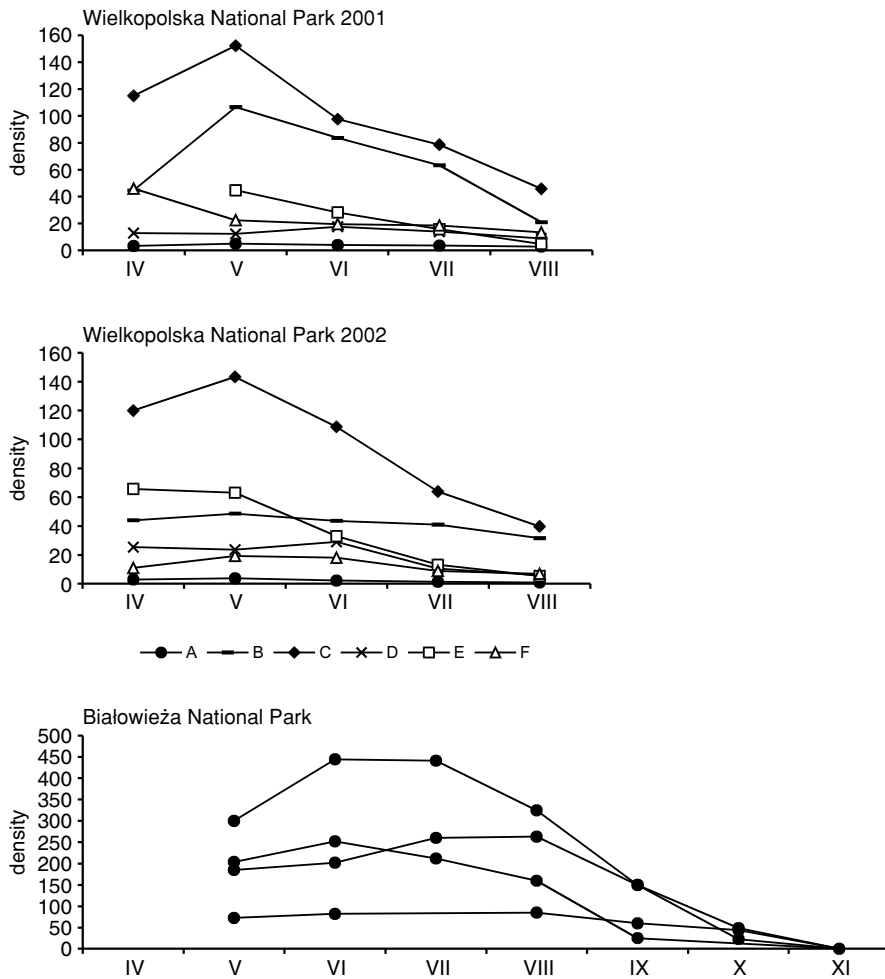 Wielkopolska National Park 2001
160
140
120
100
80
60
40
20
0
density
IV V VI VII VIII
Wielkopolska National Park 2002
160
140
120
100
80
60
40
20
0
density
IV V VI VII VIII
A B C D E F
Białowieża National Park
500
450
400
350
300
250
200
150
100
50
0
density
IV V VI VII VIII IX X XI